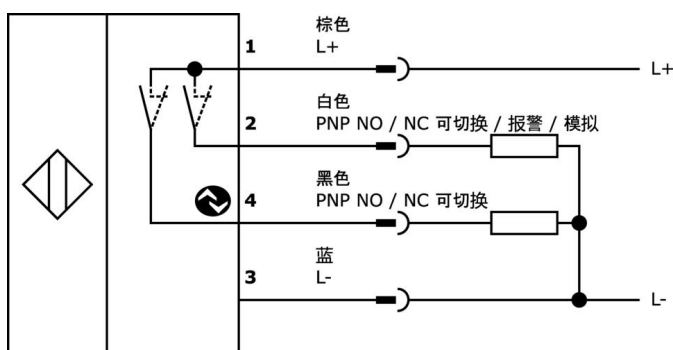 棕色
1 L+
L+
白色
2 PNP NO / NC 可切换 / 报警 / 模拟
黑色
4 PNP NO / NC 可切换
蓝
3 L-
L-